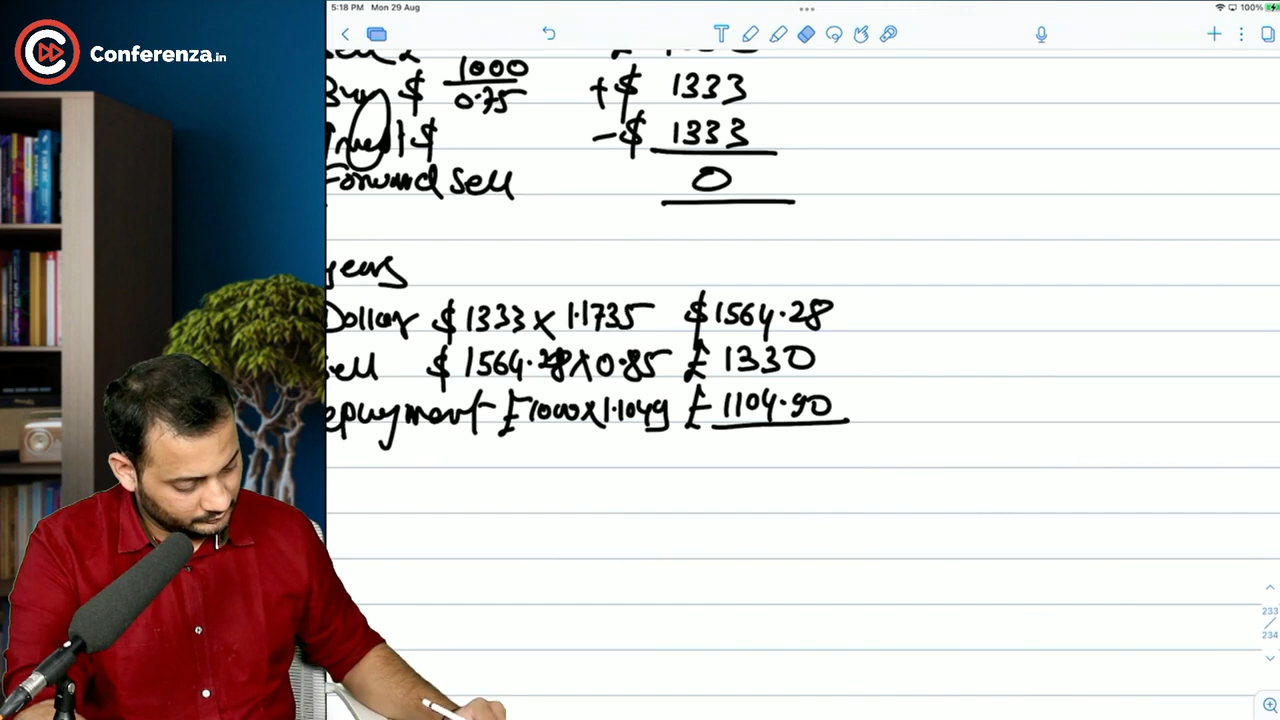 5:18 PM Mon 29 Aug
100%
Conferenza.in
Buy $ 1000 / 0.75 + $ 1333
$ - $ 1333
Forward Sell 0
years
Dollar $ 1333 x 1.1735 $ 1564.28
sell $ 1564.28 x 0.85 £ 1330
epayment £ 1000 x 1.1049 £ 1104.90
233
234